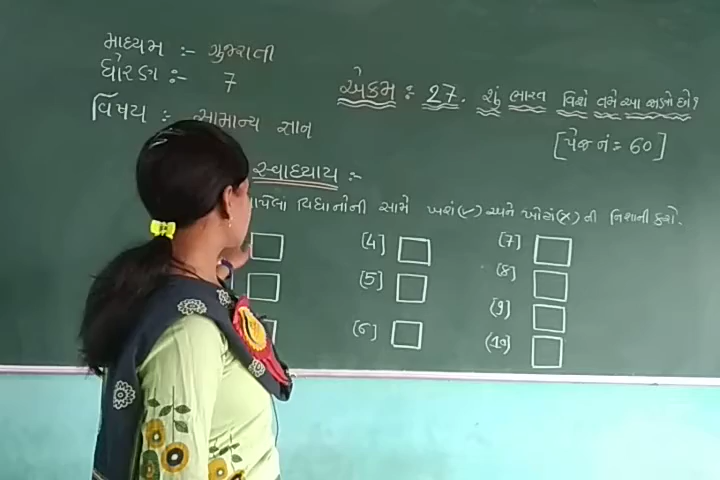 માધ્યમ :- ગુજરાતી
ધોરણ :- 7
વિષય : સામાન્ય જ્ઞાન
એકમ : 27. શું ભારત વિશે તમે આ જાણો છો?
[પેજ નં = 60]
સ્વાધ્યાય :-
વિધાનોની સામે ખરાં(✓) અને ખોટાં(✗) ની નિશાની કરો.
[4] [7]
[5] [8]
[6] [9]
[10]